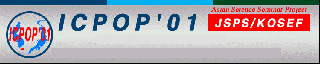 Asian Science Seminar Project
ICPOP'01
ICPOP'01 JSPS/KOSEF